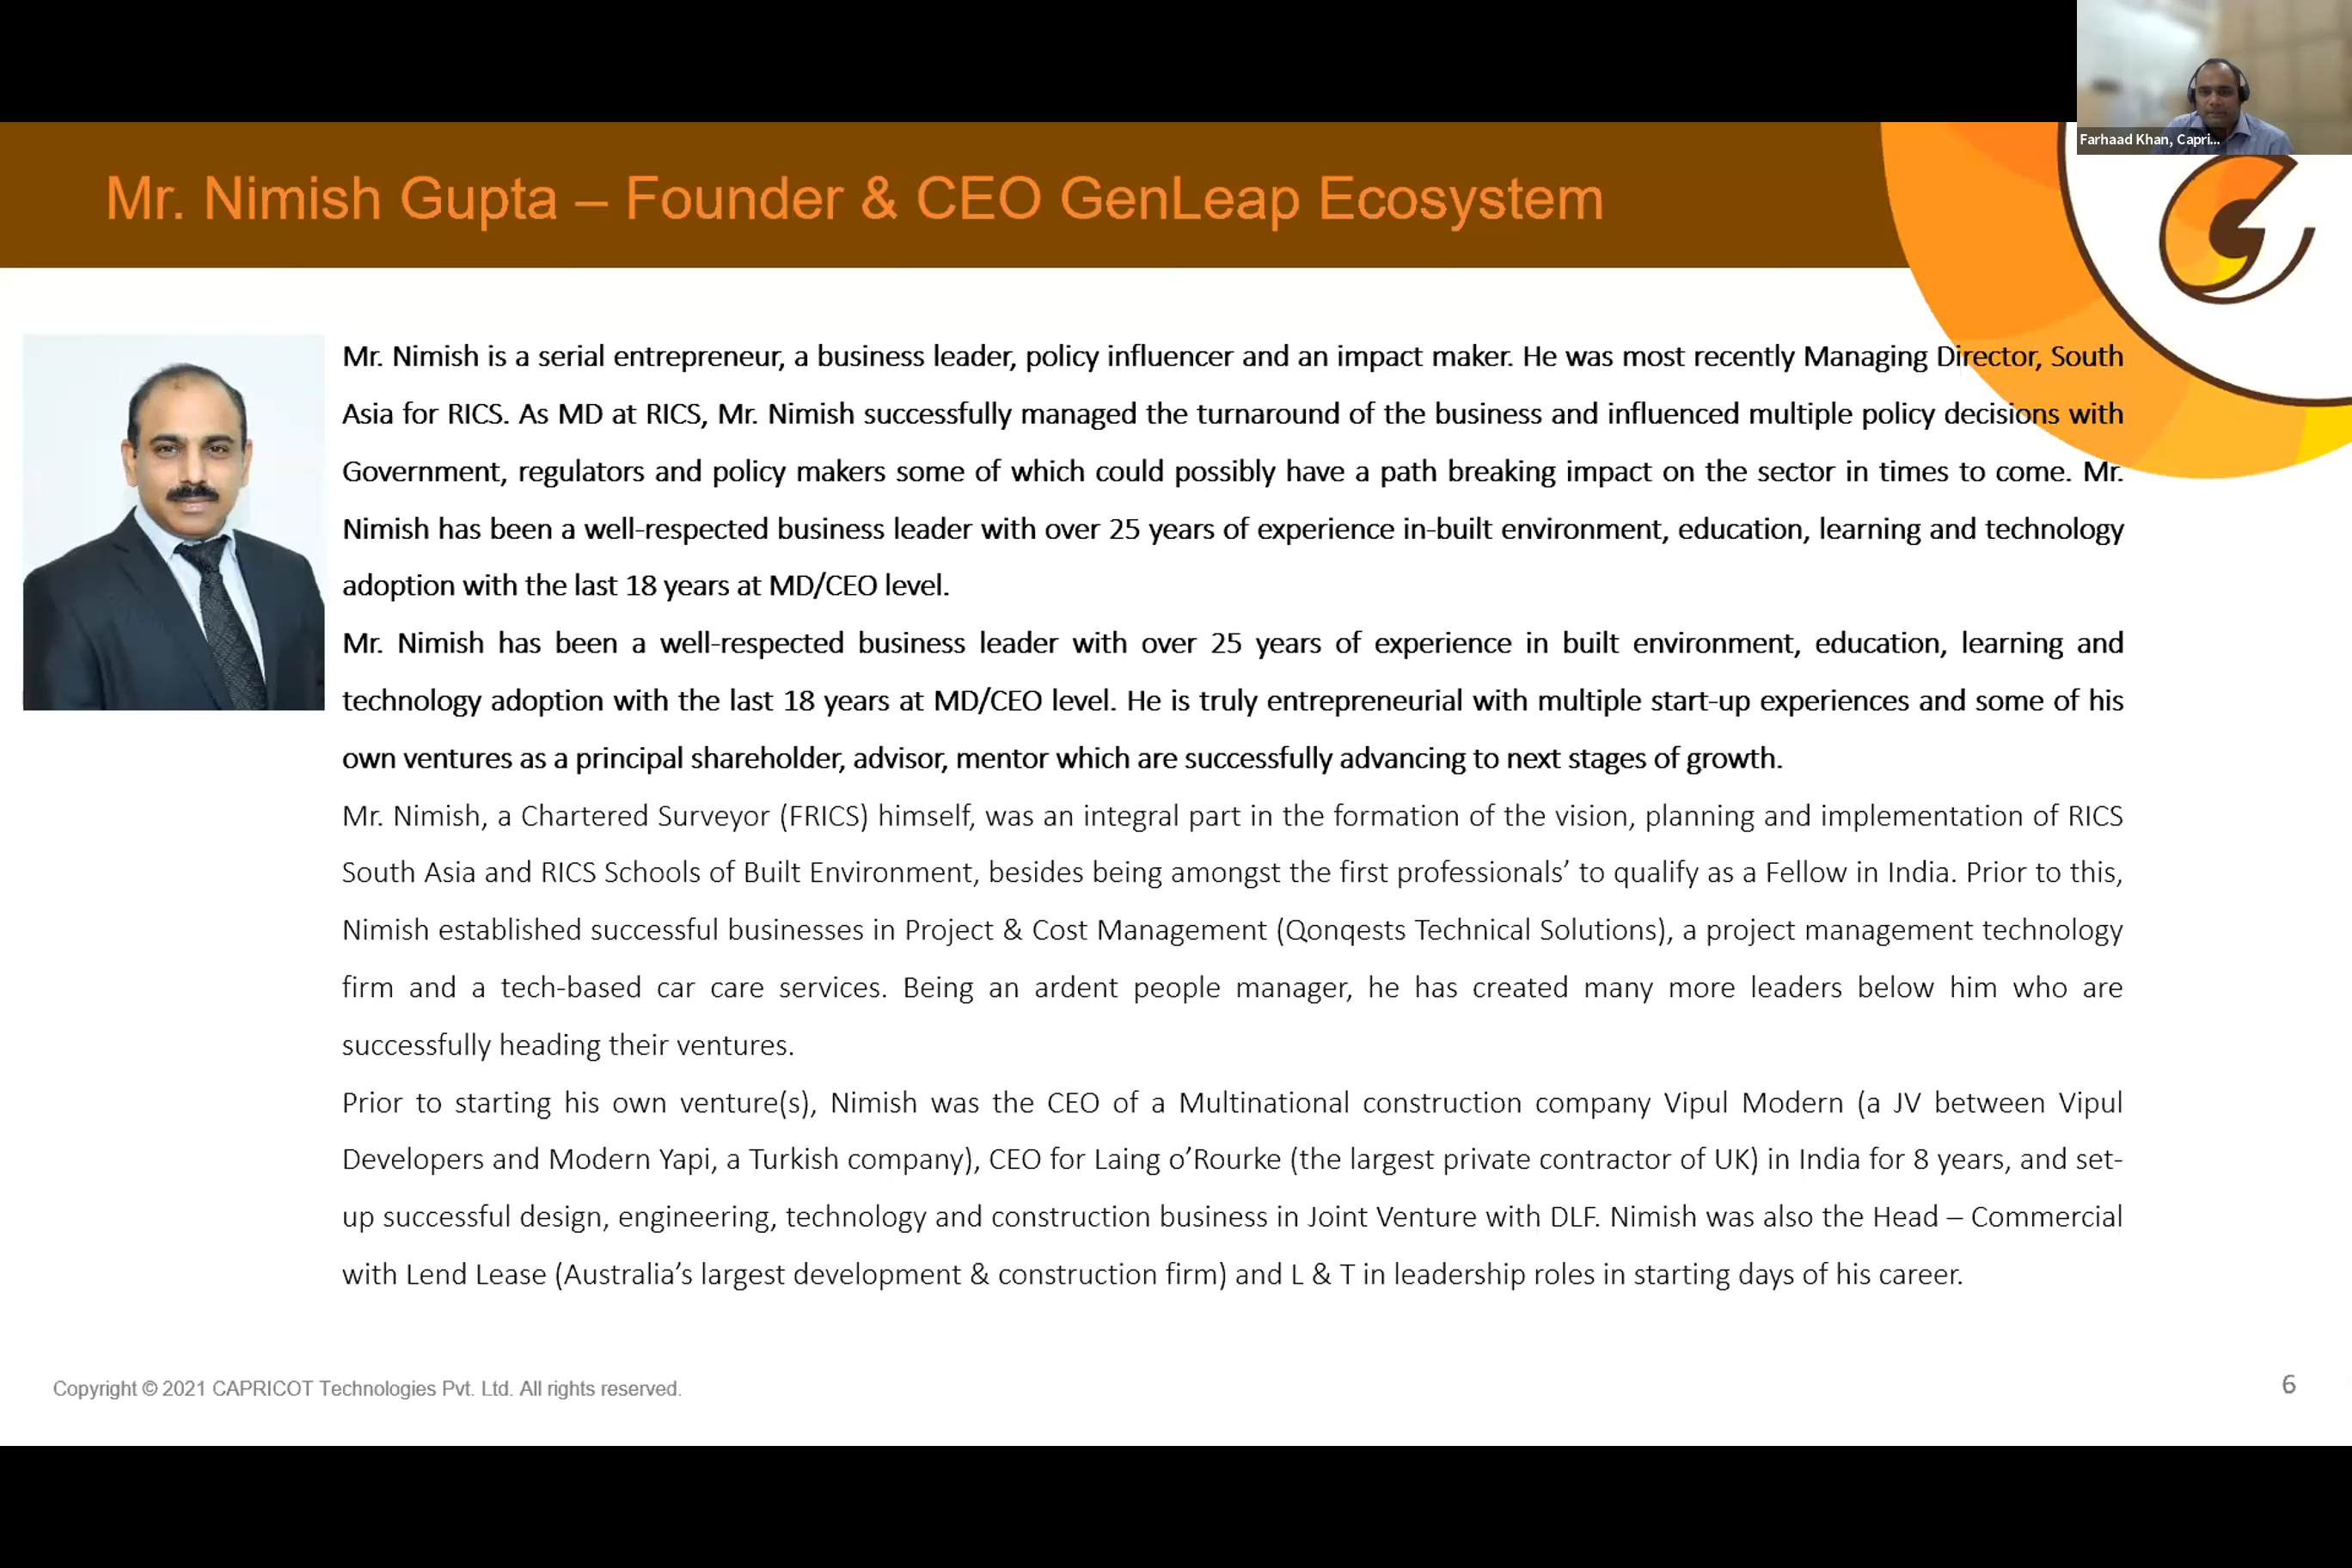 Farhaad Khan, Capri...
Mr. Nimish Gupta – Founder & CEO GenLeap Ecosystem
Mr. Nimish is a serial entrepreneur, a business leader, policy influencer and an impact maker. He was most recently Managing Director, South
Asia for RICS. As MD at RICS, Mr. Nimish successfully managed the turnaround of the business and influenced multiple policy decisions with
Government, regulators and policy makers some of which could possibly have a path breaking impact on the sector in times to come. Mr.
Nimish has been a well-respected business leader with over 25 years of experience in-built environment, education, learning and technology
adoption with the last 18 years at MD/CEO level.
Mr. Nimish has been a well-respected business leader with over 25 years of experience in built environment, education, learning and
technology adoption with the last 18 years at MD/CEO level. He is truly entrepreneurial with multiple start-up experiences and some of his
own ventures as a principal shareholder, advisor, mentor which are successfully advancing to next stages of growth.
Mr. Nimish, a Chartered Surveyor (FRICS) himself, was an integral part in the formation of the vision, planning and implementation of RICS
South Asia and RICS Schools of Built Environment, besides being amongst the first professionals’ to qualify as a Fellow in India. Prior to this,
Nimish established successful businesses in Project & Cost Management (Qonqests Technical Solutions), a project management technology
firm and a tech-based car care services. Being an ardent people manager, he has created many more leaders below him who are
successfully heading their ventures.
Prior to starting his own venture(s), Nimish was the CEO of a Multinational construction company Vipul Modern (a JV between Vipul
Developers and Modern Yapi, a Turkish company), CEO for Laing o’Rourke (the largest private contractor of UK) in India for 8 years, and set-
up successful design, engineering, technology and construction business in Joint Venture with DLF. Nimish was also the Head – Commercial
with Lend Lease (Australia’s largest development & construction firm) and L & T in leadership roles in starting days of his career.
Copyright © 2021 CAPRICOT Technologies Pvt. Ltd. All rights reserved.
6